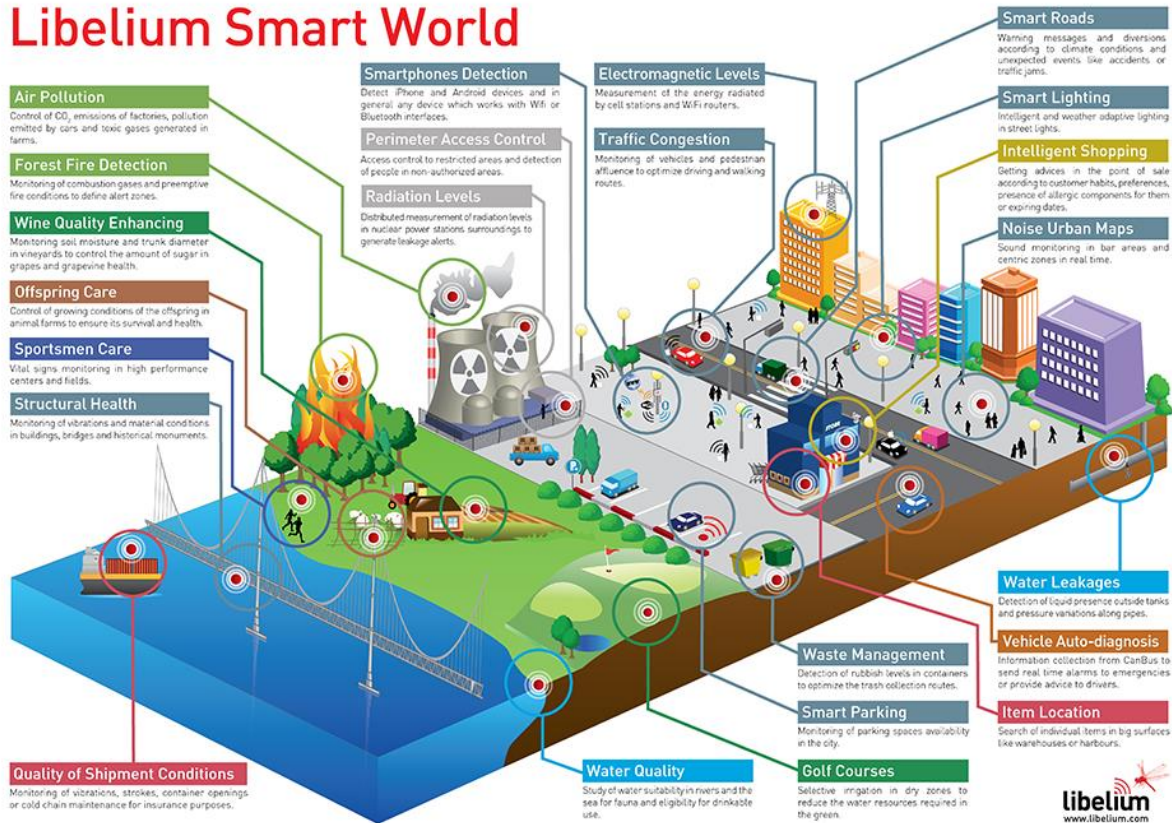 Libelium Smart World
Air Pollution
Control of CO₂ emissions of factories, pollution
emitted by cars and toxic gases generated in
farms.
Forest Fire Detection
Monitoring of combustion gases and preemptive
fire conditions to define alert zones.
Wine Quality Enhancing
Monitoring soil moisture and trunk diameter
in vineyards to control the amount of sugar in
grapes and grapevine health.
Offspring Care
Control of growing conditions of the offspring in
animal farms to ensure its survival and health.
Sportsmen Care
Vital signs monitoring in high performance
centers and fields.
Structural Health
Monitoring of vibrations and material conditions
in buildings, bridges and historical monuments.
Smartphones Detection
Detect iPhone and Android devices and in
general any device which works with Wifi or
Bluetooth interfaces.
Perimeter Access Control
Access control to restricted areas and detection
of people in non-authorized areas.
Radiation Levels
Distributed measurement of radiation levels
in nuclear power stations surroundings to
generate leakage alerts.
Electromagnetic Levels
Measurement of the energy radiated
by cell stations and WiFi routers.
Traffic Congestion
Monitoring of vehicles and pedestrian
affluence to optimize driving and walking
routes.
Smart Roads
Warning messages and diversions
according to climate conditions and
unexpected events like accidents or
traffic jams.
Smart Lighting
Intelligent and weather adaptive lighting
in street lights.
Intelligent Shopping
Getting advices in the point of sale
according to customer habits, preferences,
presence of allergic components for them
or expiring dates.
Noise Urban Maps
Sound monitoring in bar areas and
centric zones in real time.
STORE
P
Water Leakages
Detection of liquid presence outside tanks
and pressure variations along pipes.
Vehicle Auto-diagnosis
Information collection from CanBus to
send real time alarms to emergencies
or provide advice to drivers.
Item Location
Search of individual items in big surfaces
like warehouses or harbours.
Waste Management
Detection of rubbish levels in containers
to optimize the trash collection routes.
Smart Parking
Monitoring of parking spaces availability
in the city.
Golf Courses
Selective irrigation in dry zones to
reduce the water resources required in
the green.
Water Quality
Study of water suitability in rivers and the
sea for fauna and eligibility for drinkable
use.
Quality of Shipment Conditions
Monitoring of vibrations, strokes, container openings
or cold chain maintenance for insurance purposes.
libelium
www.libelium.com